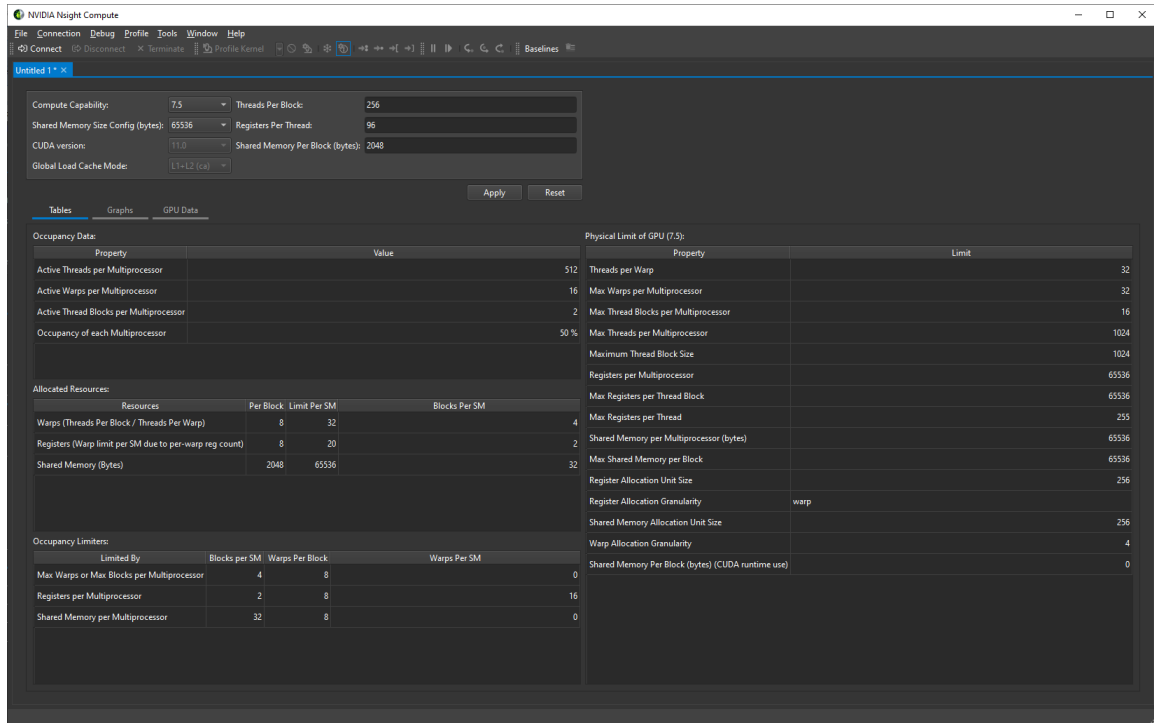 NVIDIA Nsight Compute
File Connection Debug Profile Tools Window Help
Connect Disconnect Terminate Profile Kernel Baselines
Untitled 1 *
Compute Capability: 7.5 Threads Per Block: 256
Shared Memory Size Config (bytes): 65536 Registers Per Thread: 96
CUDA version: 11.0 Shared Memory Per Block (bytes): 2048
Global Load Cache Mode: L1+L2 (ca)
Apply Reset
Tables Graphs GPU Data
Occupancy Data:
Property Value
Active Threads per Multiprocessor 512
Active Warps per Multiprocessor 16
Active Thread Blocks per Multiprocessor 2
Occupancy of each Multiprocessor 50 %
Allocated Resources:
Resources Per Block Limit Per SM Blocks Per SM
Warps (Threads Per Block / Threads Per Warp) 8 32 4
Registers (Warp limit per SM due to per-warp reg count) 8 20 2
Shared Memory (Bytes) 2048 65536 32
Occupancy Limiters:
Limited By Blocks per SM Warps Per Block Warps Per SM
Max Warps or Max Blocks per Multiprocessor 4 8 0
Registers per Multiprocessor 2 8 16
Shared Memory per Multiprocessor 32 8 0
Physical Limit of GPU (7.5):
Property Limit
Threads per Warp 32
Max Warps per Multiprocessor 32
Max Thread Blocks per Multiprocessor 16
Max Threads per Multiprocessor 1024
Maximum Thread Block Size 1024
Registers per Multiprocessor 65536
Max Registers per Thread Block 65536
Max Registers per Thread 255
Shared Memory per Multiprocessor (bytes) 65536
Max Shared Memory per Block 65536
Register Allocation Unit Size 256
Register Allocation Granularity warp
Shared Memory Allocation Unit Size 256
Warp Allocation Granularity 4
Shared Memory Per Block (bytes) (CUDA runtime use) 0